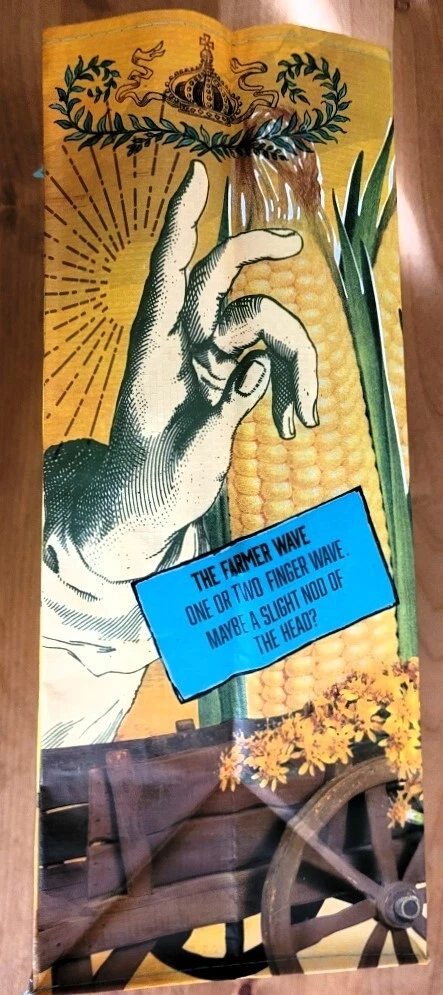 THE FARMER WAVE
ONE OR TWO FINGER WAVE.
MAYBE A SLIGHT NOD OF
THE HEAD?